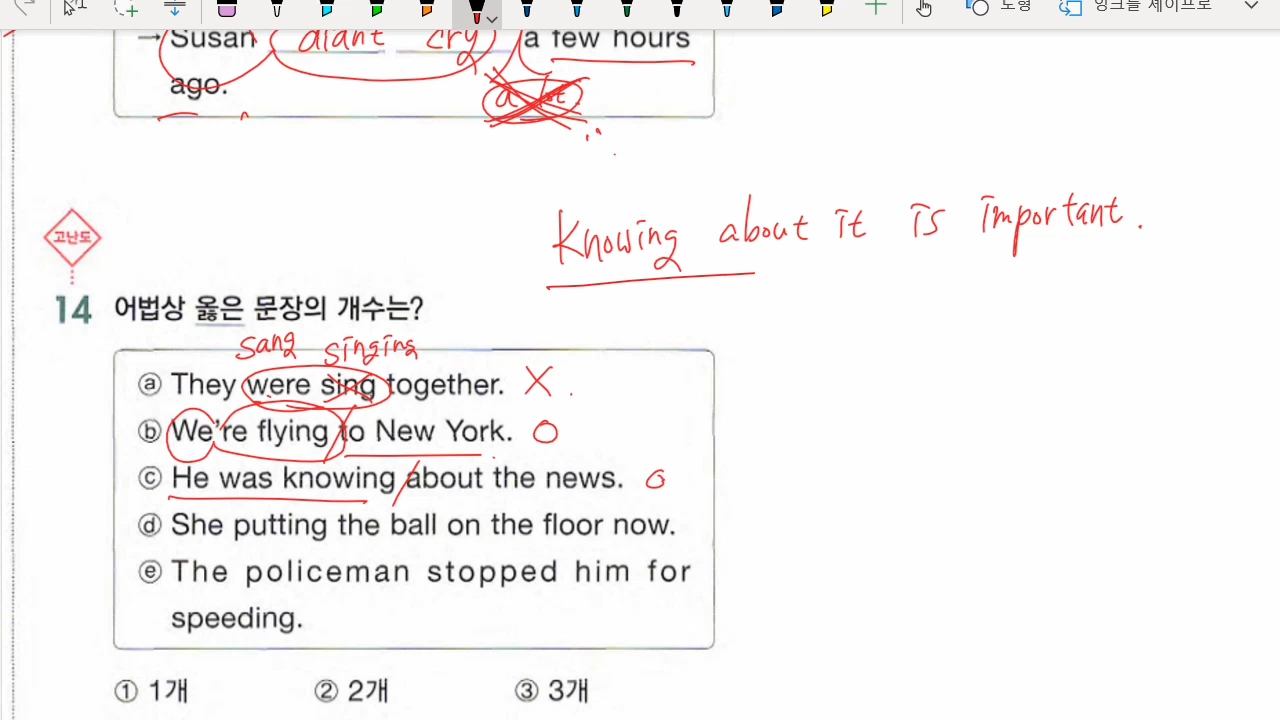 도형
잉크를 셰이프로
→ Susan didn't cry a few hours
ago.
a lot.
Knowing about it is important.
고난도
14 어법상 옳은 문장의 개수는?
sang singing
ⓐ They were sing together. X
ⓑ We're flying to New York. O
ⓒ He was knowing about the news. O
ⓓ She putting the ball on the floor now.
ⓔ The policeman stopped him for
speeding.
① 1개 ② 2개 ③ 3개